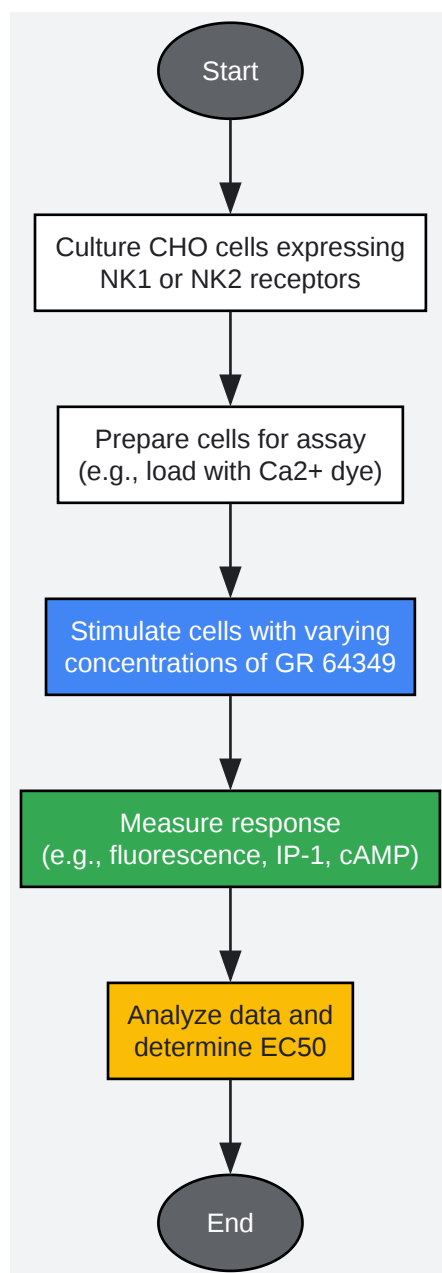 Start
Culture CHO cells expressing
NK1 or NK2 receptors
Prepare cells for assay
(e.g., load with Ca2+ dye)
Stimulate cells with varying
concentrations of GR 64349
Measure response
(e.g., fluorescence, IP-1, cAMP)
Analyze data and
determine EC50
End